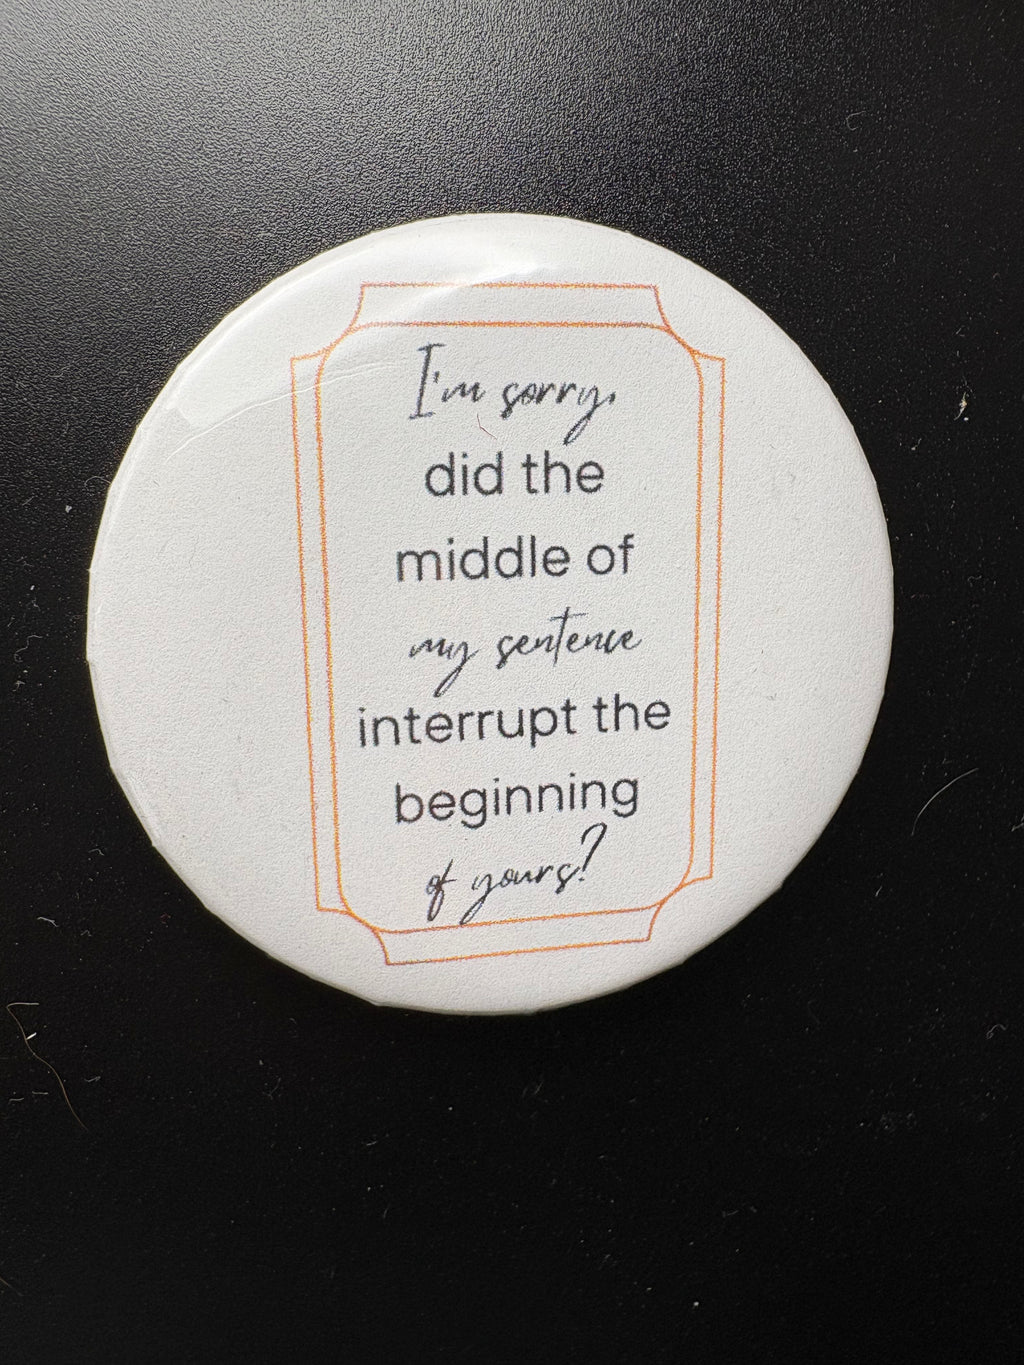 I'm sorry,
did the
middle of
my sentence
interrupt the
beginning
of yours?